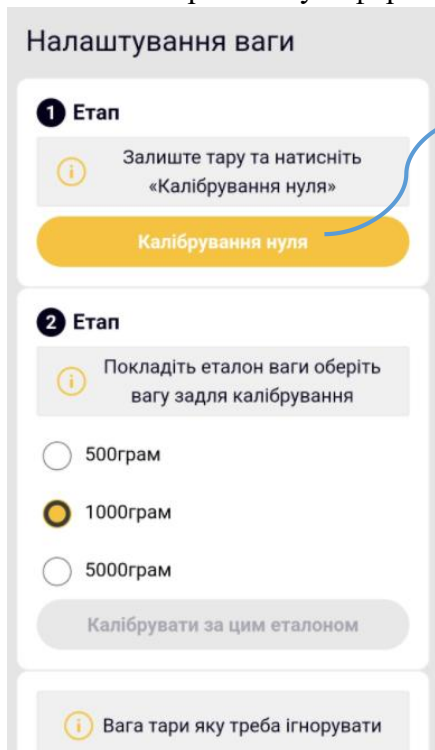 Налаштування ваги
1 Етап
Залиште тару та натисніть
«Калібрування нуля»
Калібрування нуля
2 Етап
Покладіть еталон ваги оберіть
вагу задля калібрування
500грам
1000грам
5000грам
Калібрувати за цим еталоном
Вага тари яку треба ігнорувати